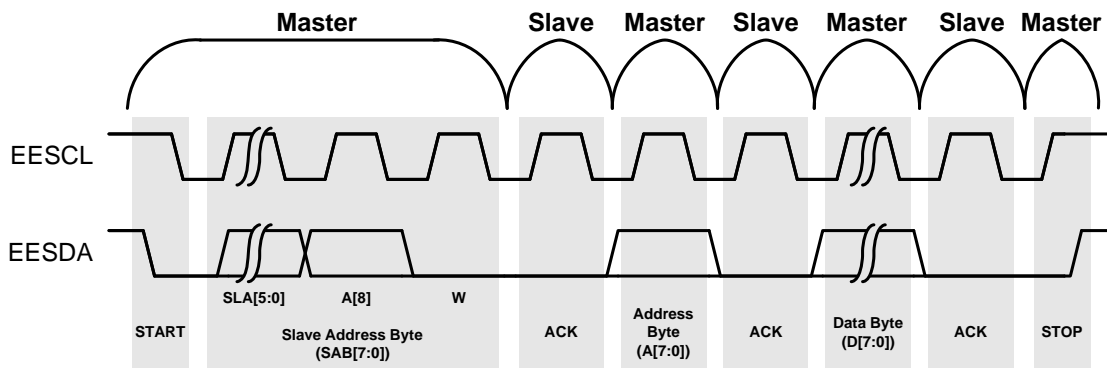 Master Slave Master Slave Master Slave Master
EESCL
EESDA
SLA[5:0] A[8] W
START
Slave Address Byte
(SAB[7:0])
ACK
Address
Byte
(A[7:0])
ACK
Data Byte
(D[7:0])
ACK
STOP